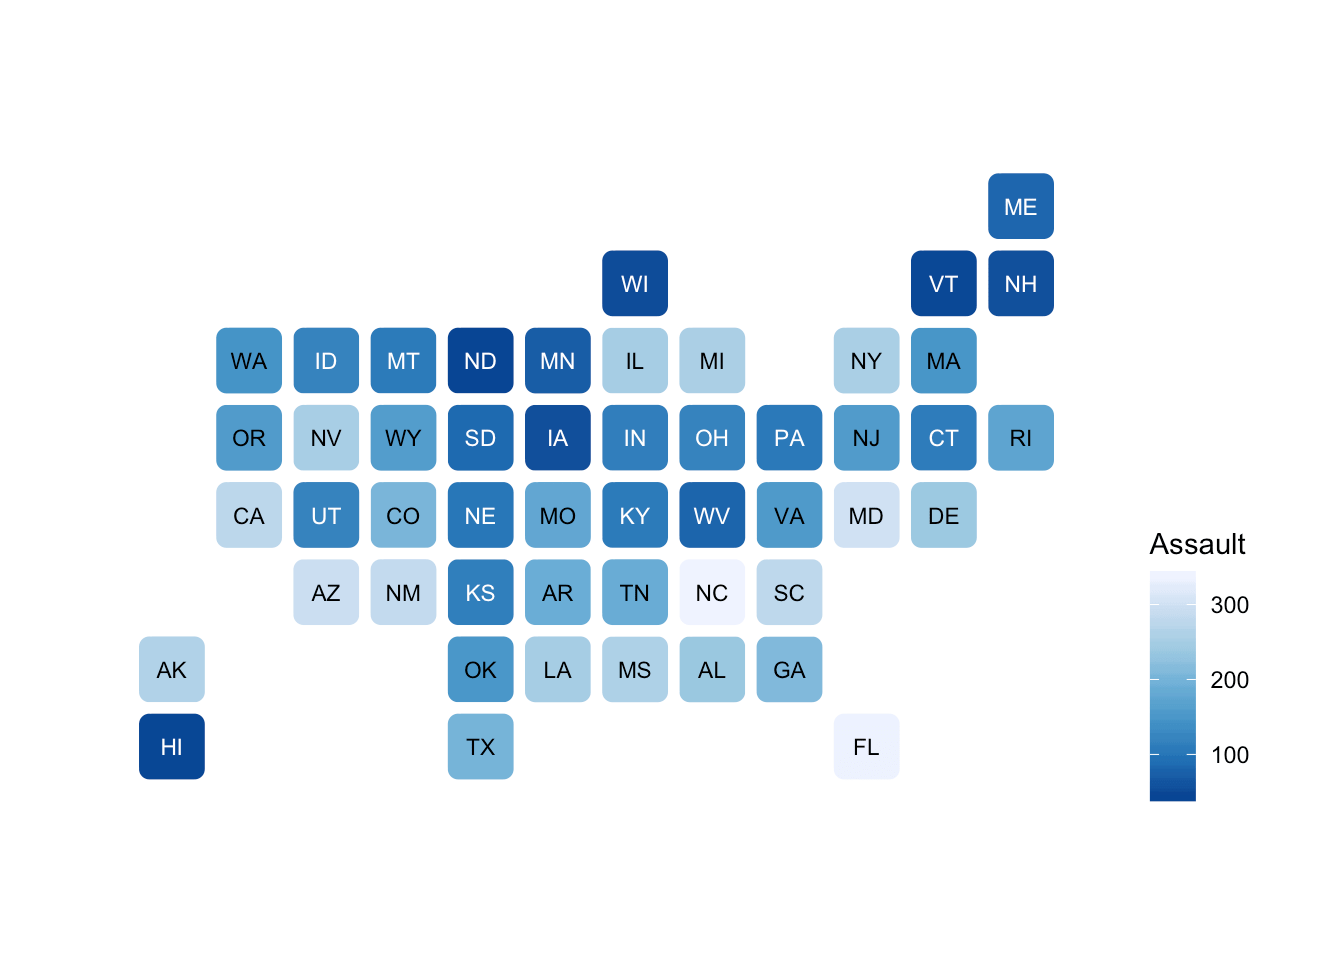 ME
WI VT NH
WA ID MT ND MN IL MI NY MA
OR NV WY SD IA IN OH PA NJ CT RI
CA UT CO NE MO KY WV VA MD DE
AZ NM KS AR TN NC SC
AK OK LA MS AL GA
HI TX FL
Assault
300
200
100